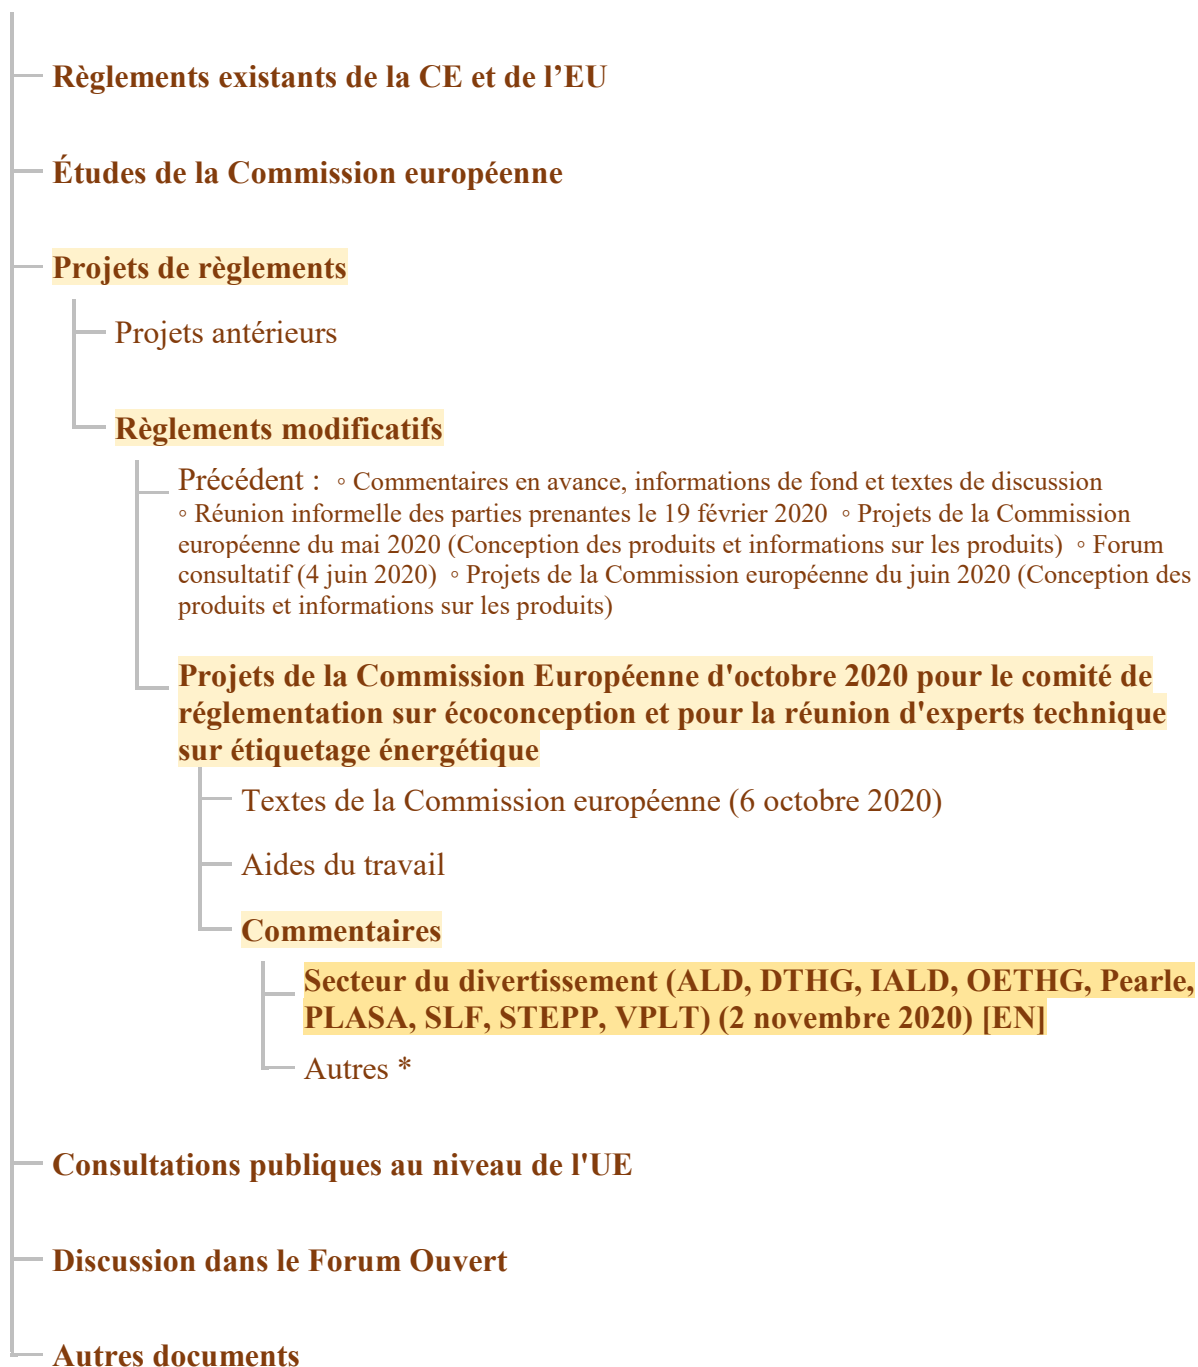 Règlements existants de la CE et de l’EU
Études de la Commission européenne
Projets de règlements
Projets antérieurs
Règlements modificatifs
Précédent : ◦ Commentaires en avance, informations de fond et textes de discussion
◦ Réunion informelle des parties prenantes le 19 février 2020 ◦ Projets de la Commission
européenne du mai 2020 (Conception des produits et informations sur les produits) ◦ Forum
consultatif (4 juin 2020) ◦ Projets de la Commission européenne du juin 2020 (Conception des
produits et informations sur les produits)
Projets de la Commission Européenne d'octobre 2020 pour le comité de
réglementation sur écoconception et pour la réunion d'experts technique
sur étiquetage énergétique
Textes de la Commission européenne (6 octobre 2020)
Aides du travail
Commentaires
Secteur du divertissement (ALD, DTHG, IALD, OETHG, Pearle,
PLASA, SLF, STEPP, VPLT) (2 novembre 2020) [EN]
Autres *
Consultations publiques au niveau de l'UE
Discussion dans le Forum Ouvert
Autres documents